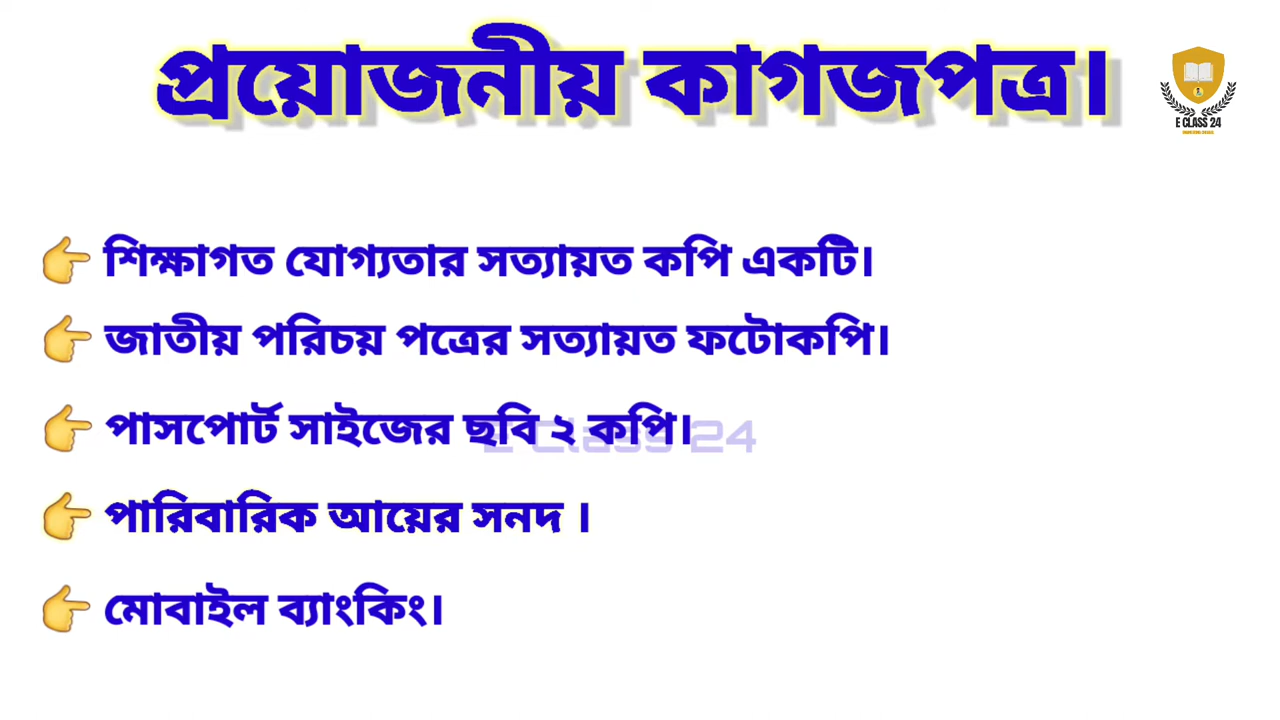 প্রয়োজনীয় কাগজপত্র।
E CLASS 24
শিক্ষাগত যোগ্যতার সত্যায়ত কপি একটি।
জাতীয় পরিচয় পত্রের সত্যায়ত ফটোকপি।
পাসপোর্ট সাইজের ছবি ২ কপি।
E Class 24
পারিবারিক আয়ের সনদ ।
মোবাইল ব্যাংকিং।